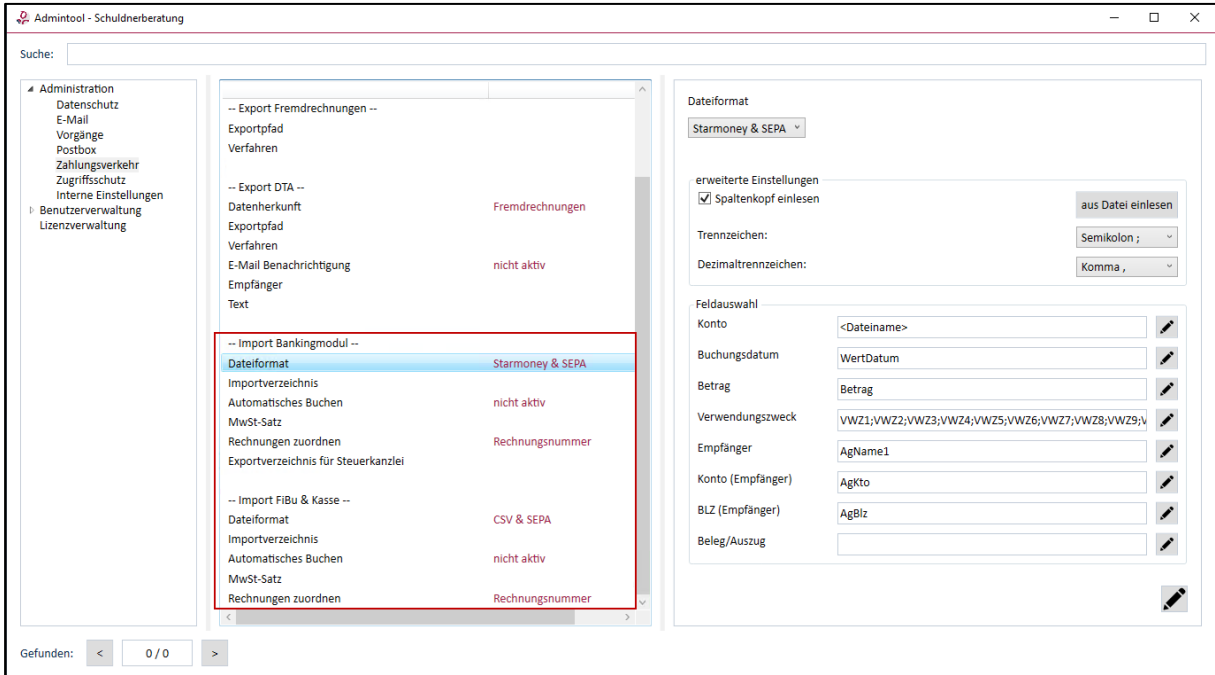 Admintool - Schuldnerberatung
Suche:
Administration
Datenschutz
E-Mail
Vorgänge
Postbox
Zahlungsverkehr
Zugriffsschutz
Interne Einstellungen
Benutzerverwaltung
Lizenzverwaltung
-- Export Fremdrechnungen --
Exportpfad
Verfahren
-- Export DTA --
Datenherkunft Fremdrechnungen
Exportpfad
Verfahren
E-Mail Benachrichtigung nicht aktiv
Empfänger
Text
-- Import Bankingmodul --
Dateiformat Starmoney & SEPA
Importverzeichnis
Automatisches Buchen nicht aktiv
MwSt-Satz
Rechnungen zuordnen Rechnungsnummer
Exportverzeichnis für Steuerkanzlei
-- Import FiBu & Kasse --
Dateiformat CSV & SEPA
Importverzeichnis
Automatisches Buchen nicht aktiv
MwSt-Satz
Rechnungen zuordnen Rechnungsnummer
Dateiformat
Starmoney & SEPA
erweiterte Einstellungen
Spaltenkopf einlesen aus Datei einlesen
Trennzeichen: Semikolon ;
Dezimaltrennzeichen: Komma ,
Feldauswahl
Konto <Dateiname>
Buchungsdatum WertDatum
Betrag Betrag
Verwendungszweck VWZ1;VWZ2;VWZ3;VWZ4;VWZ5;VWZ6;VWZ7;VWZ8;VWZ9;V
Empfänger AgName1
Konto (Empfänger) AgKto
BLZ (Empfänger) AgBlz
Beleg/Auszug
Gefunden: < 0 / 0 >